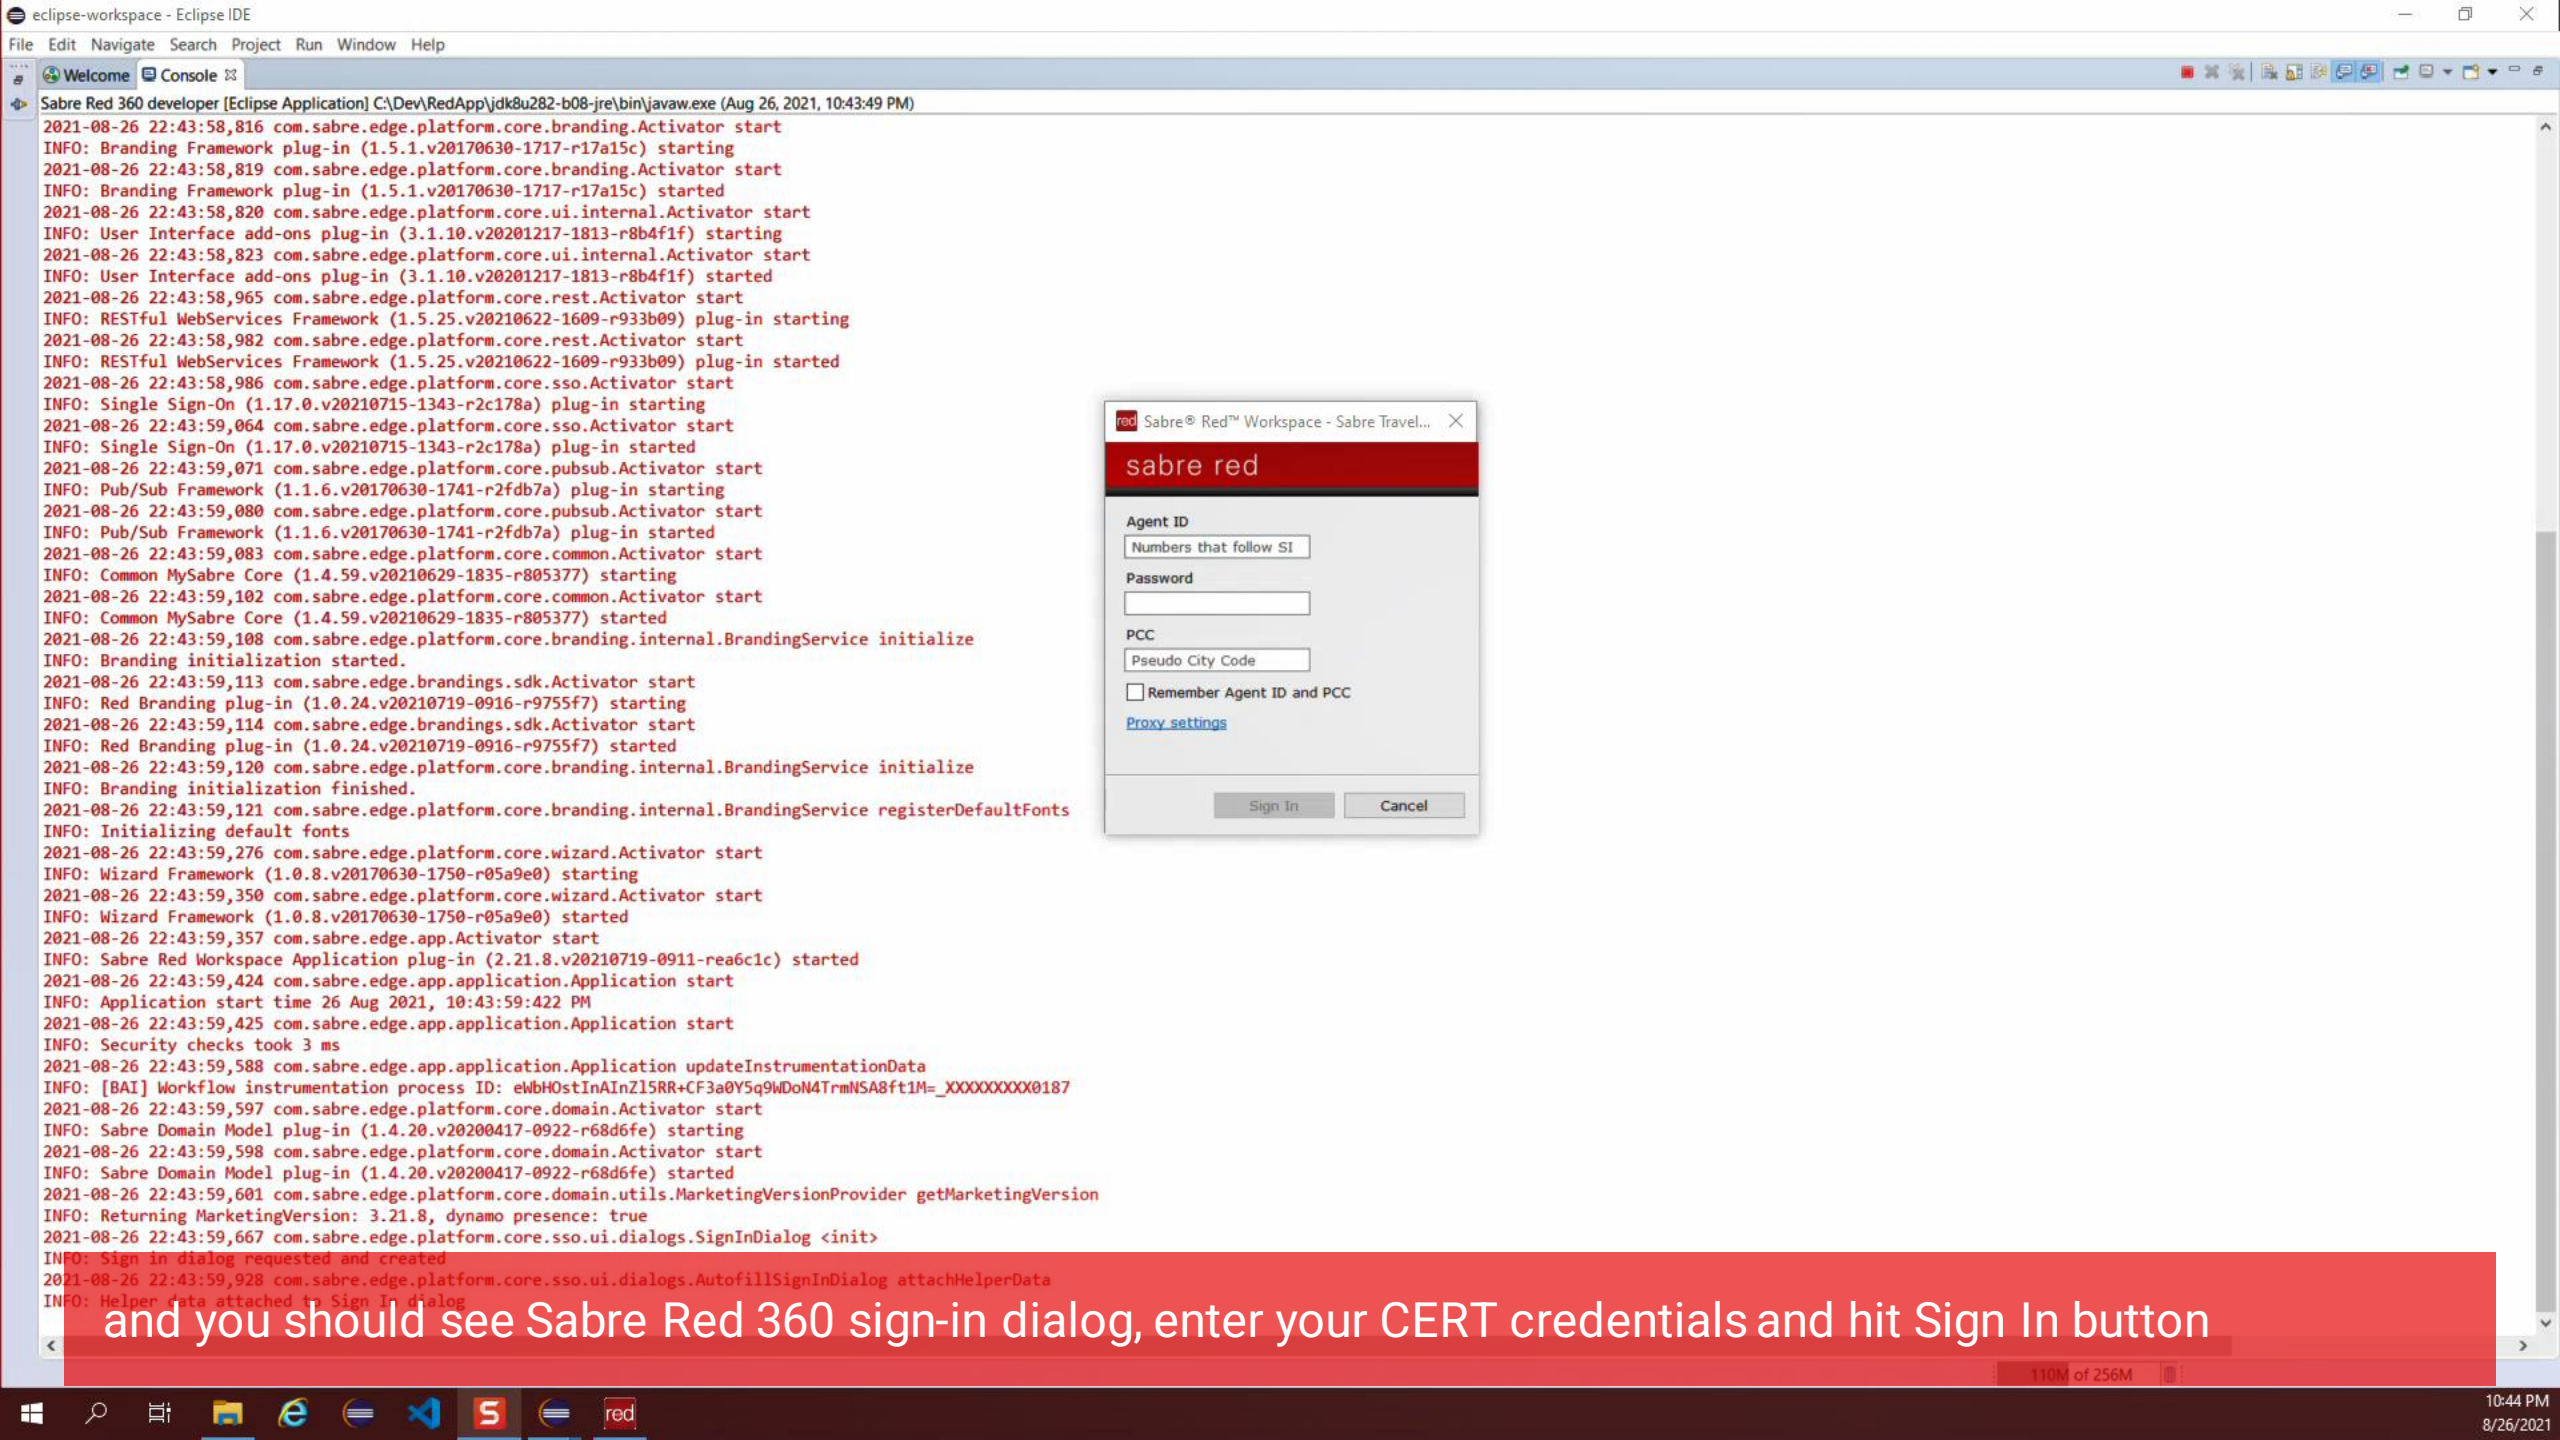 eclipse-workspace - Eclipse IDE
File Edit Navigate Search Project Run Window Help
Welcome Console
Sabre Red 360 developer [Eclipse Application] C:\Dev\RedApp\jdk8u282-b08-jre\bin\javaw.exe (Aug 26, 2021, 10:43:49 PM)
2021-08-26 22:43:58,816 com.sabre.edge.platform.core.branding.Activator start
INFO: Branding Framework plug-in (1.5.1.v20170630-1717-r17a15c) starting
2021-08-26 22:43:58,819 com.sabre.edge.platform.core.branding.Activator start
INFO: Branding Framework plug-in (1.5.1.v20170630-1717-r17a15c) started
2021-08-26 22:43:58,820 com.sabre.edge.platform.core.ui.internal.Activator start
INFO: User Interface add-ons plug-in (3.1.10.v20201217-1813-r8b4f1f) starting
2021-08-26 22:43:58,823 com.sabre.edge.platform.core.ui.internal.Activator start
INFO: User Interface add-ons plug-in (3.1.10.v20201217-1813-r8b4f1f) started
2021-08-26 22:43:58,965 com.sabre.edge.platform.core.rest.Activator start
INFO: RESTful WebServices Framework (1.5.25.v20210622-1609-r933b09) plug-in starting
2021-08-26 22:43:58,982 com.sabre.edge.platform.core.rest.Activator start
INFO: RESTful WebServices Framework (1.5.25.v20210622-1609-r933b09) plug-in started
2021-08-26 22:43:58,986 com.sabre.edge.platform.core.sso.Activator start
INFO: Single Sign-On (1.17.0.v20210715-1343-r2c178a) plug-in starting
2021-08-26 22:43:59,064 com.sabre.edge.platform.core.sso.Activator start
INFO: Single Sign-On (1.17.0.v20210715-1343-r2c178a) plug-in started
2021-08-26 22:43:59,071 com.sabre.edge.platform.core.pubsub.Activator start
INFO: Pub/Sub Framework (1.1.6.v20170630-1741-r2fdb7a) plug-in starting
2021-08-26 22:43:59,080 com.sabre.edge.platform.core.pubsub.Activator start
INFO: Pub/Sub Framework (1.1.6.v20170630-1741-r2fdb7a) plug-in started
2021-08-26 22:43:59,083 com.sabre.edge.platform.core.common.Activator start
INFO: Common MySabre Core (1.4.59.v20210629-1835-r805377) starting
2021-08-26 22:43:59,102 com.sabre.edge.platform.core.common.Activator start
INFO: Common MySabre Core (1.4.59.v20210629-1835-r805377) started
2021-08-26 22:43:59,108 com.sabre.edge.platform.core.branding.internal.BrandingService initialize
INFO: Branding initialization started.
2021-08-26 22:43:59,113 com.sabre.edge.brandings.sdk.Activator start
INFO: Red Branding plug-in (1.0.24.v20210719-0916-r9755f7) starting
2021-08-26 22:43:59,114 com.sabre.edge.brandings.sdk.Activator start
INFO: Red Branding plug-in (1.0.24.v20210719-0916-r9755f7) started
2021-08-26 22:43:59,120 com.sabre.edge.platform.core.branding.internal.BrandingService initialize
INFO: Branding initialization finished.
2021-08-26 22:43:59,121 com.sabre.edge.platform.core.branding.internal.BrandingService registerDefaultFonts
INFO: Initializing default fonts
2021-08-26 22:43:59,276 com.sabre.edge.platform.core.wizard.Activator start
INFO: Wizard Framework (1.0.8.v20170630-1750-r05a9e0) starting
2021-08-26 22:43:59,350 com.sabre.edge.platform.core.wizard.Activator start
INFO: Wizard Framework (1.0.8.v20170630-1750-r05a9e0) started
2021-08-26 22:43:59,357 com.sabre.edge.app.Activator start
INFO: Sabre Red Workspace Application plug-in (2.21.8.v20210719-0911-rea6c1c) started
2021-08-26 22:43:59,424 com.sabre.edge.app.application.Application start
INFO: Application start time 26 Aug 2021, 10:43:59:422 PM
2021-08-26 22:43:59,425 com.sabre.edge.app.application.Application start
INFO: Security checks took 3 ms
2021-08-26 22:43:59,588 com.sabre.edge.app.application.Application updateInstrumentationData
INFO: [BAI] Workflow instrumentation process ID: eWbHOstInAInZl5RR+CF3a0Y5q9WDoN4TrmNSA8ft1M=_XXXXXXXXX0187
2021-08-26 22:43:59,597 com.sabre.edge.platform.core.domain.Activator start
INFO: Sabre Domain Model plug-in (1.4.20.v20200417-0922-r68d6fe) starting
2021-08-26 22:43:59,598 com.sabre.edge.platform.core.domain.Activator start
INFO: Sabre Domain Model plug-in (1.4.20.v20200417-0922-r68d6fe) started
2021-08-26 22:43:59,601 com.sabre.edge.platform.core.domain.utils.MarketingVersionProvider getMarketingVersion
INFO: Returning MarketingVersion: 3.21.8, dynamo presence: true
2021-08-26 22:43:59,667 com.sabre.edge.platform.core.sso.ui.dialogs.SignInDialog <init>
INFO: Sign in dialog requested and created
2021-08-26 22:43:59,928 com.sabre.edge.platform.core.sso.ui.dialogs.AutofillSignInDialog attachHelperData
INFO: Helper data attached to Sign In dialog
red Sabre® Red™ Workspace - Sabre Travel...
sabre red
Agent ID
Numbers that follow SI
Password
PCC
Pseudo City Code
Remember Agent ID and PCC
Proxy settings
Sign In Cancel
and you should see Sabre Red 360 sign-in dialog, enter your CERT credentials and hit Sign In button
110M of 256M
red
10:44 PM
8/26/2021